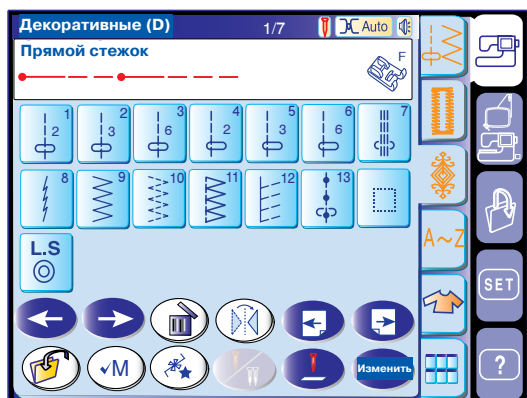 Декоративные (D) 1/7 Auto
Прямой стежок
F
1 2 3 4 5 6 7
2 3 6 2 3 6
8 9 10 11 12 13
L.S
A~Z
SET
✓M
Изменить
?